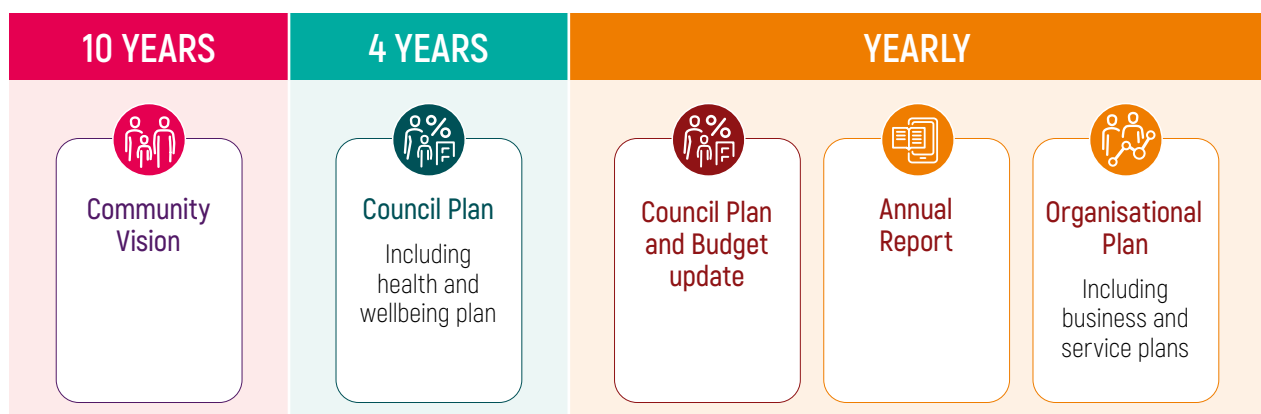 10 YEARS
4 YEARS
YEARLY
Community
Vision
Council Plan
Including
health and
wellbeing plan
Council Plan
and Budget
update
Annual
Report
Organisational
Plan
Including
business and
service plans